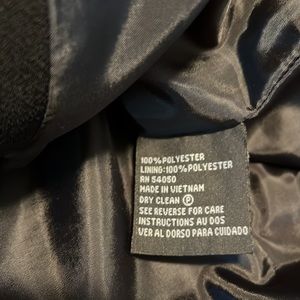 100% POLYESTER
LINING: 100% POLYESTER
RN 54050
MADE IN VIETNAM
DRY CLEAN Ⓟ
SEE REVERSE FOR CARE
INSTRUCTIONS AU DOS
VER AL DORSO PARA CUIDADO